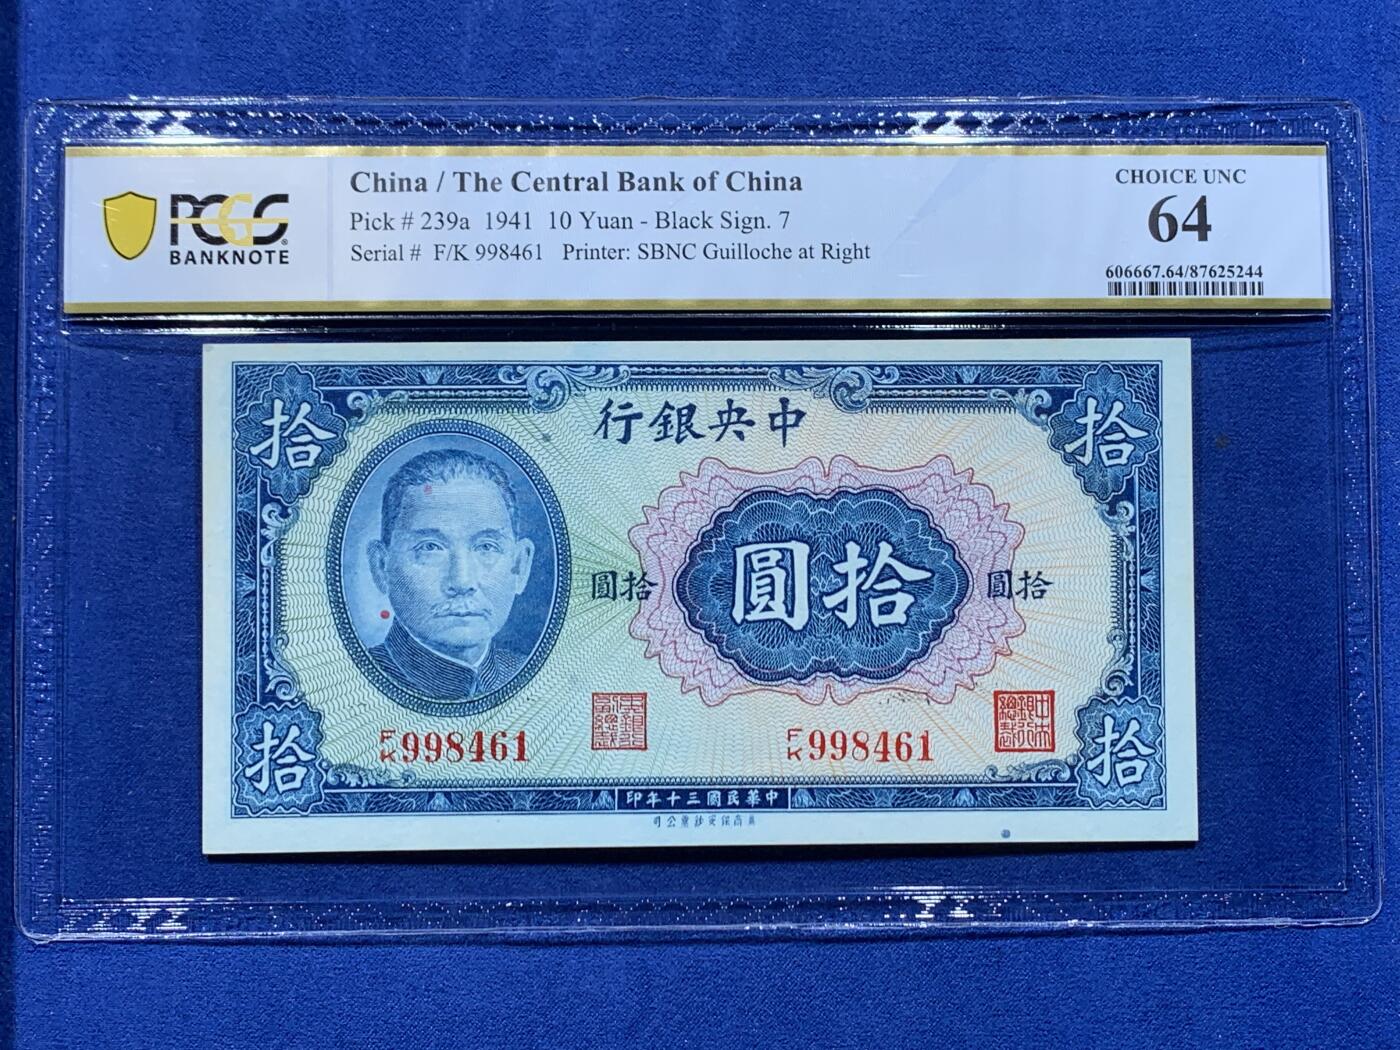 PCGS
BANKNOTE
China / The Central Bank of China
Pick # 239a 1941 10 Yuan - Black Sign. 7
Serial # F/K 998461 Printer: SBNC Guilloche at Right
CHOICE UNC
64
606667.64/87625244
拾
行銀央中
拾
圓拾
圓拾
圓拾
F/K 998461
F/K 998461
拾
印年十三國民華中
拾